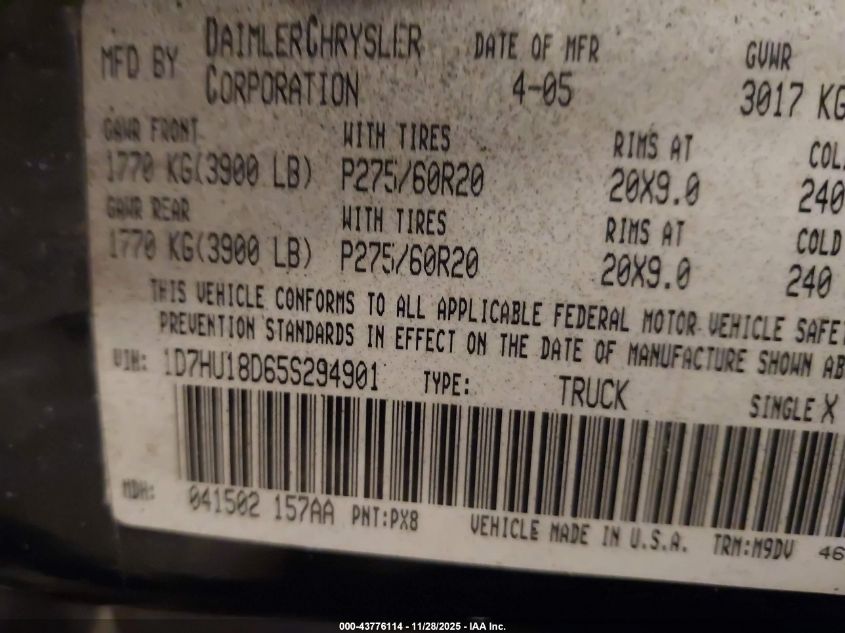 MFD BY DAIMLERCHRYSLER CORPORATION DATE OF MFR 4-05 GVWR 3017 KG
GAWR FRONT WITH TIRES RIMS AT COL
1770 KG(3900 LB) P275/60R20 20X9.0 240
GAWR REAR WITH TIRES RIMS AT COLD
1770 KG(3900 LB) P275/60R20 20X9.0 240
THIS VEHICLE CONFORMS TO ALL APPLICABLE FEDERAL MOTOR VEHICLE SAFET
PREVENTION STANDARDS IN EFFECT ON THE DATE OF MANUFACTURE SHOWN AB
VIN: 1D7HU18D65S294901 TYPE: TRUCK SINGLE X
MDH: 041502 157AA PNT:PX8 VEHICLE MADE IN U.S.A. TRM:M9DV 46
000-43776114 - 11/28/2025 - IAA Inc.